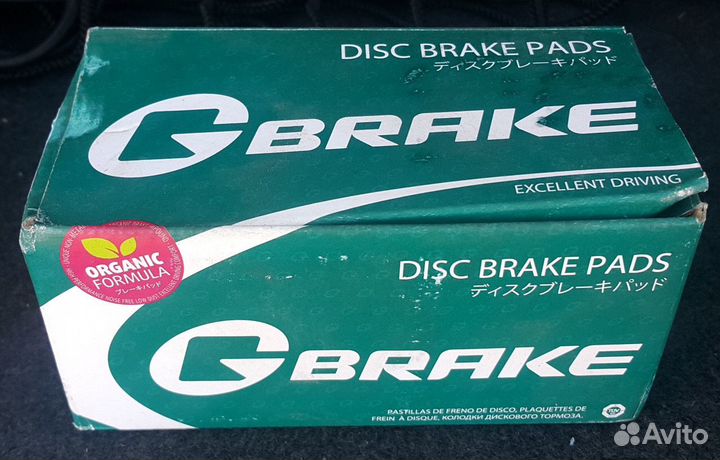 DISC BRAKE PADS
ディスクブレーキパッド
G BRAKE
EXCELLENT DRIVING
ORGANIC
FORMULA
ブレーキパッド
DISC BRAKE PADS
ディスクブレーキパッド
G BRAKE
PASTILLAS DE FRENO DE DISCO, PLAQUETTES DE
FREIN À DISQUE, КОЛОДКИ ДИСКОВОГО ТОРМОЗА.
Avito